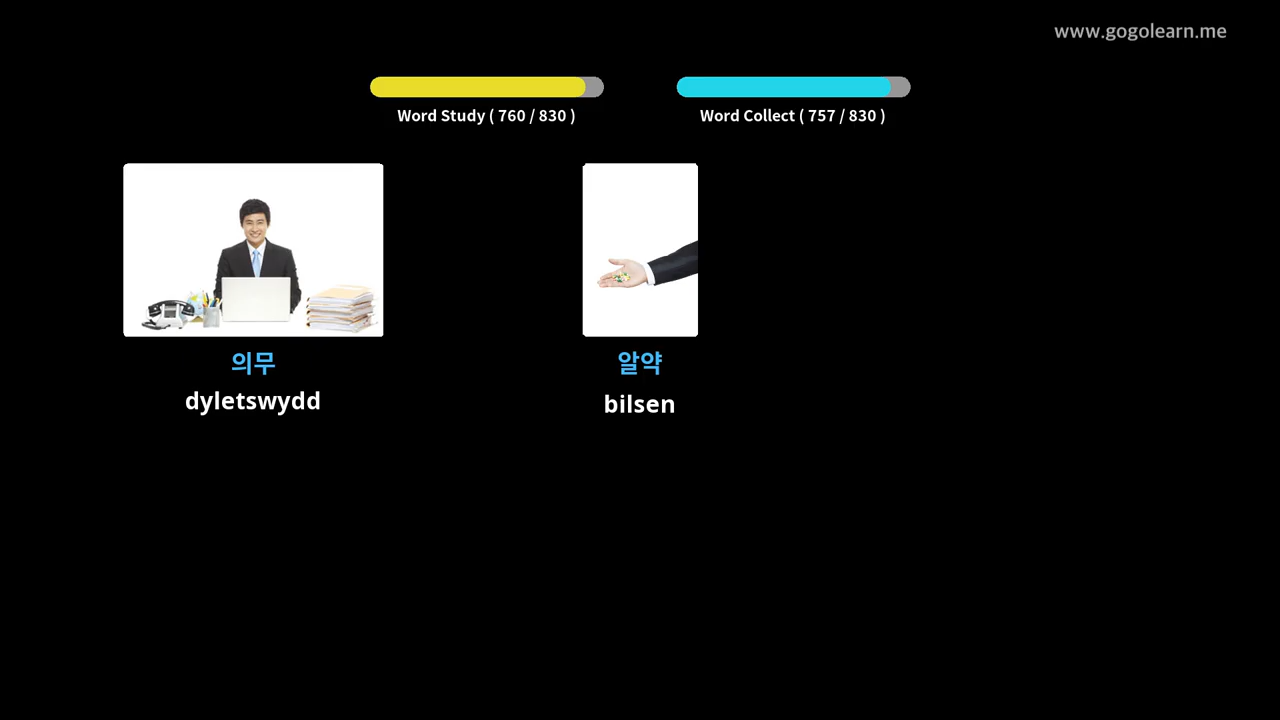 www.gogolearn.me
Word Study ( 760 / 830 )
Word Collect ( 757 / 830 )
의무
dyletswydd
알약
bilsen